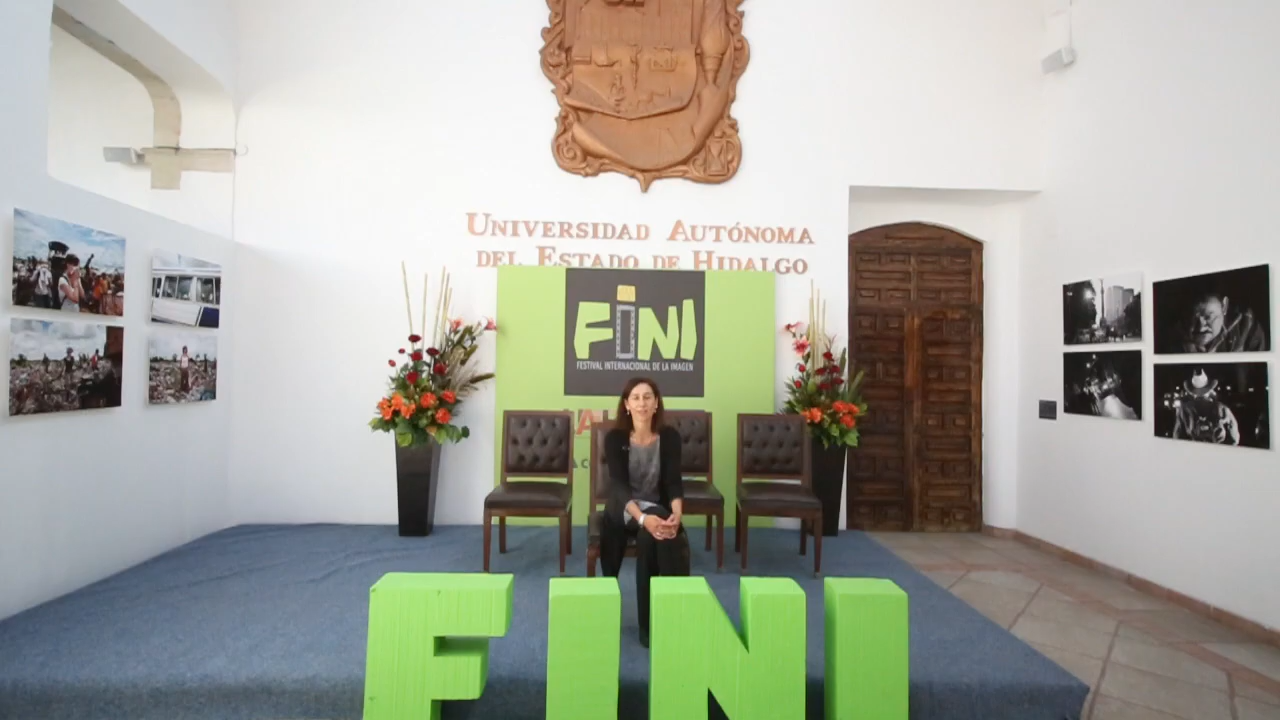 UNIVERSIDAD AUTÓNOMA
DEL ESTADO DE HIDALGO
FINI
FESTIVAL INTERNACIONAL DE LA IMAGEN
FINI